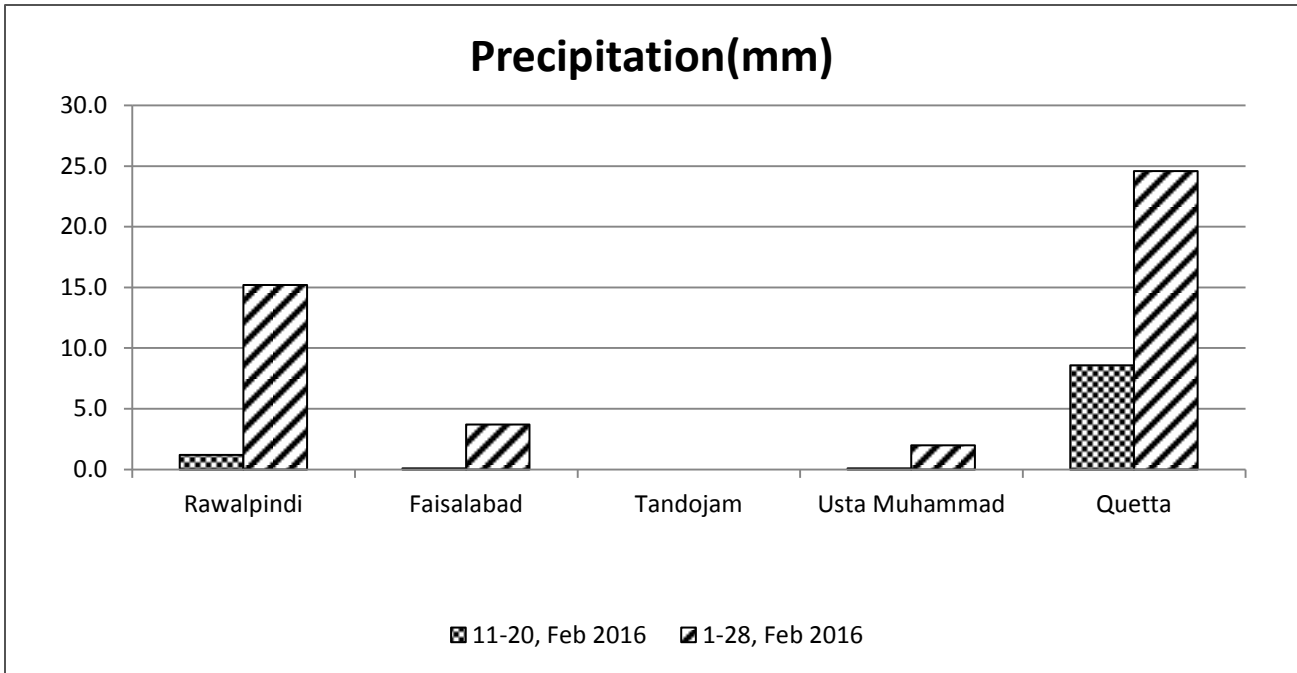 Precipitation(mm)
30.0
25.0
20.0
15.0
10.0
5.0
0.0
Rawalpindi Faisalabad Tandojam Usta Muhammad Quetta
11-20, Feb 2016 1-28, Feb 2016